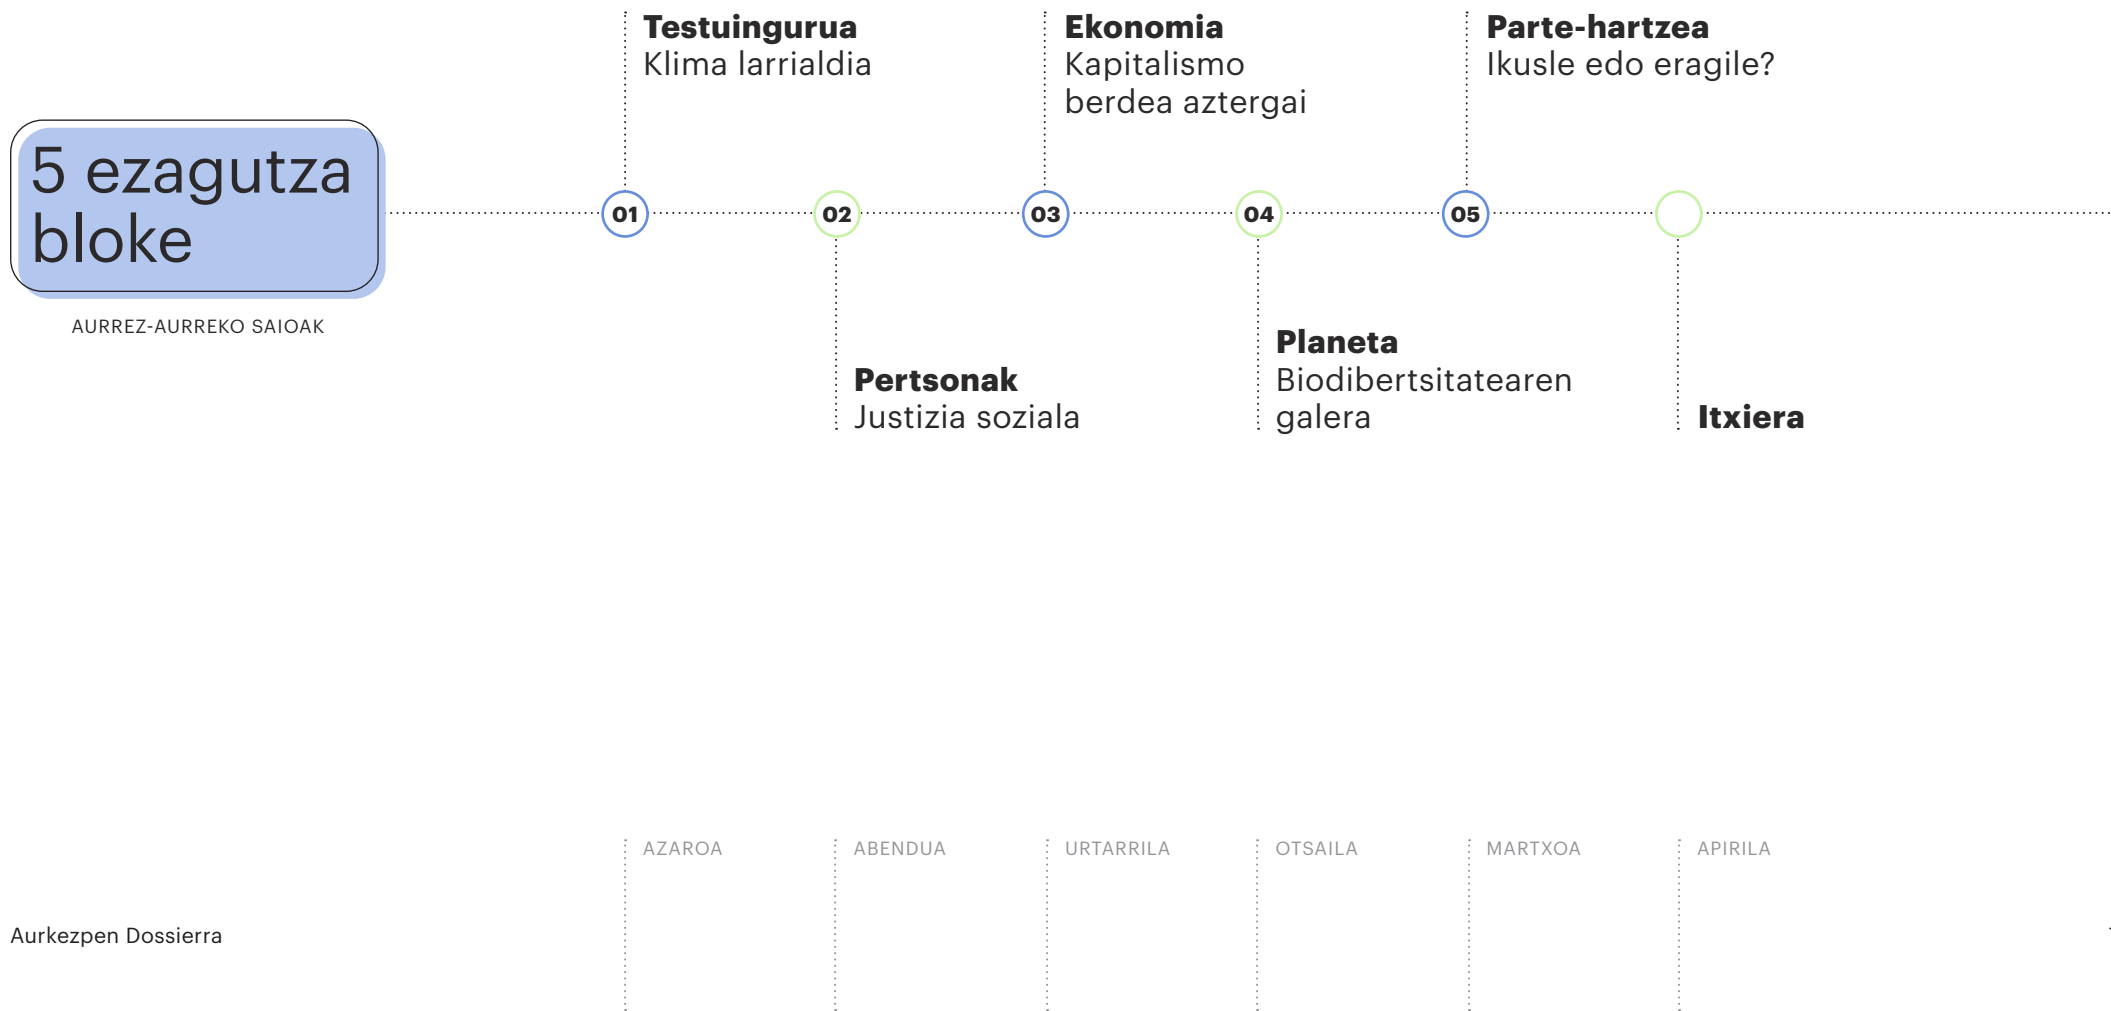 Testuingurua
Klima larrialdia
Ekonomia
Kapitalismo
berdea aztergai
Parte-hartzea
Ikusle edo eragile?
5 ezagutza
bloke
AURREZ-AURREKO SAIOAK
01
02
03
04
05
Pertsonak
Justizia soziala
Planeta
Biodibertsitatearen
galera
Itxiera
AZAROA
ABENDUA
URTARRILA
OTSAILA
MARTXOA
APIRILA
Aurkezpen Dossierra